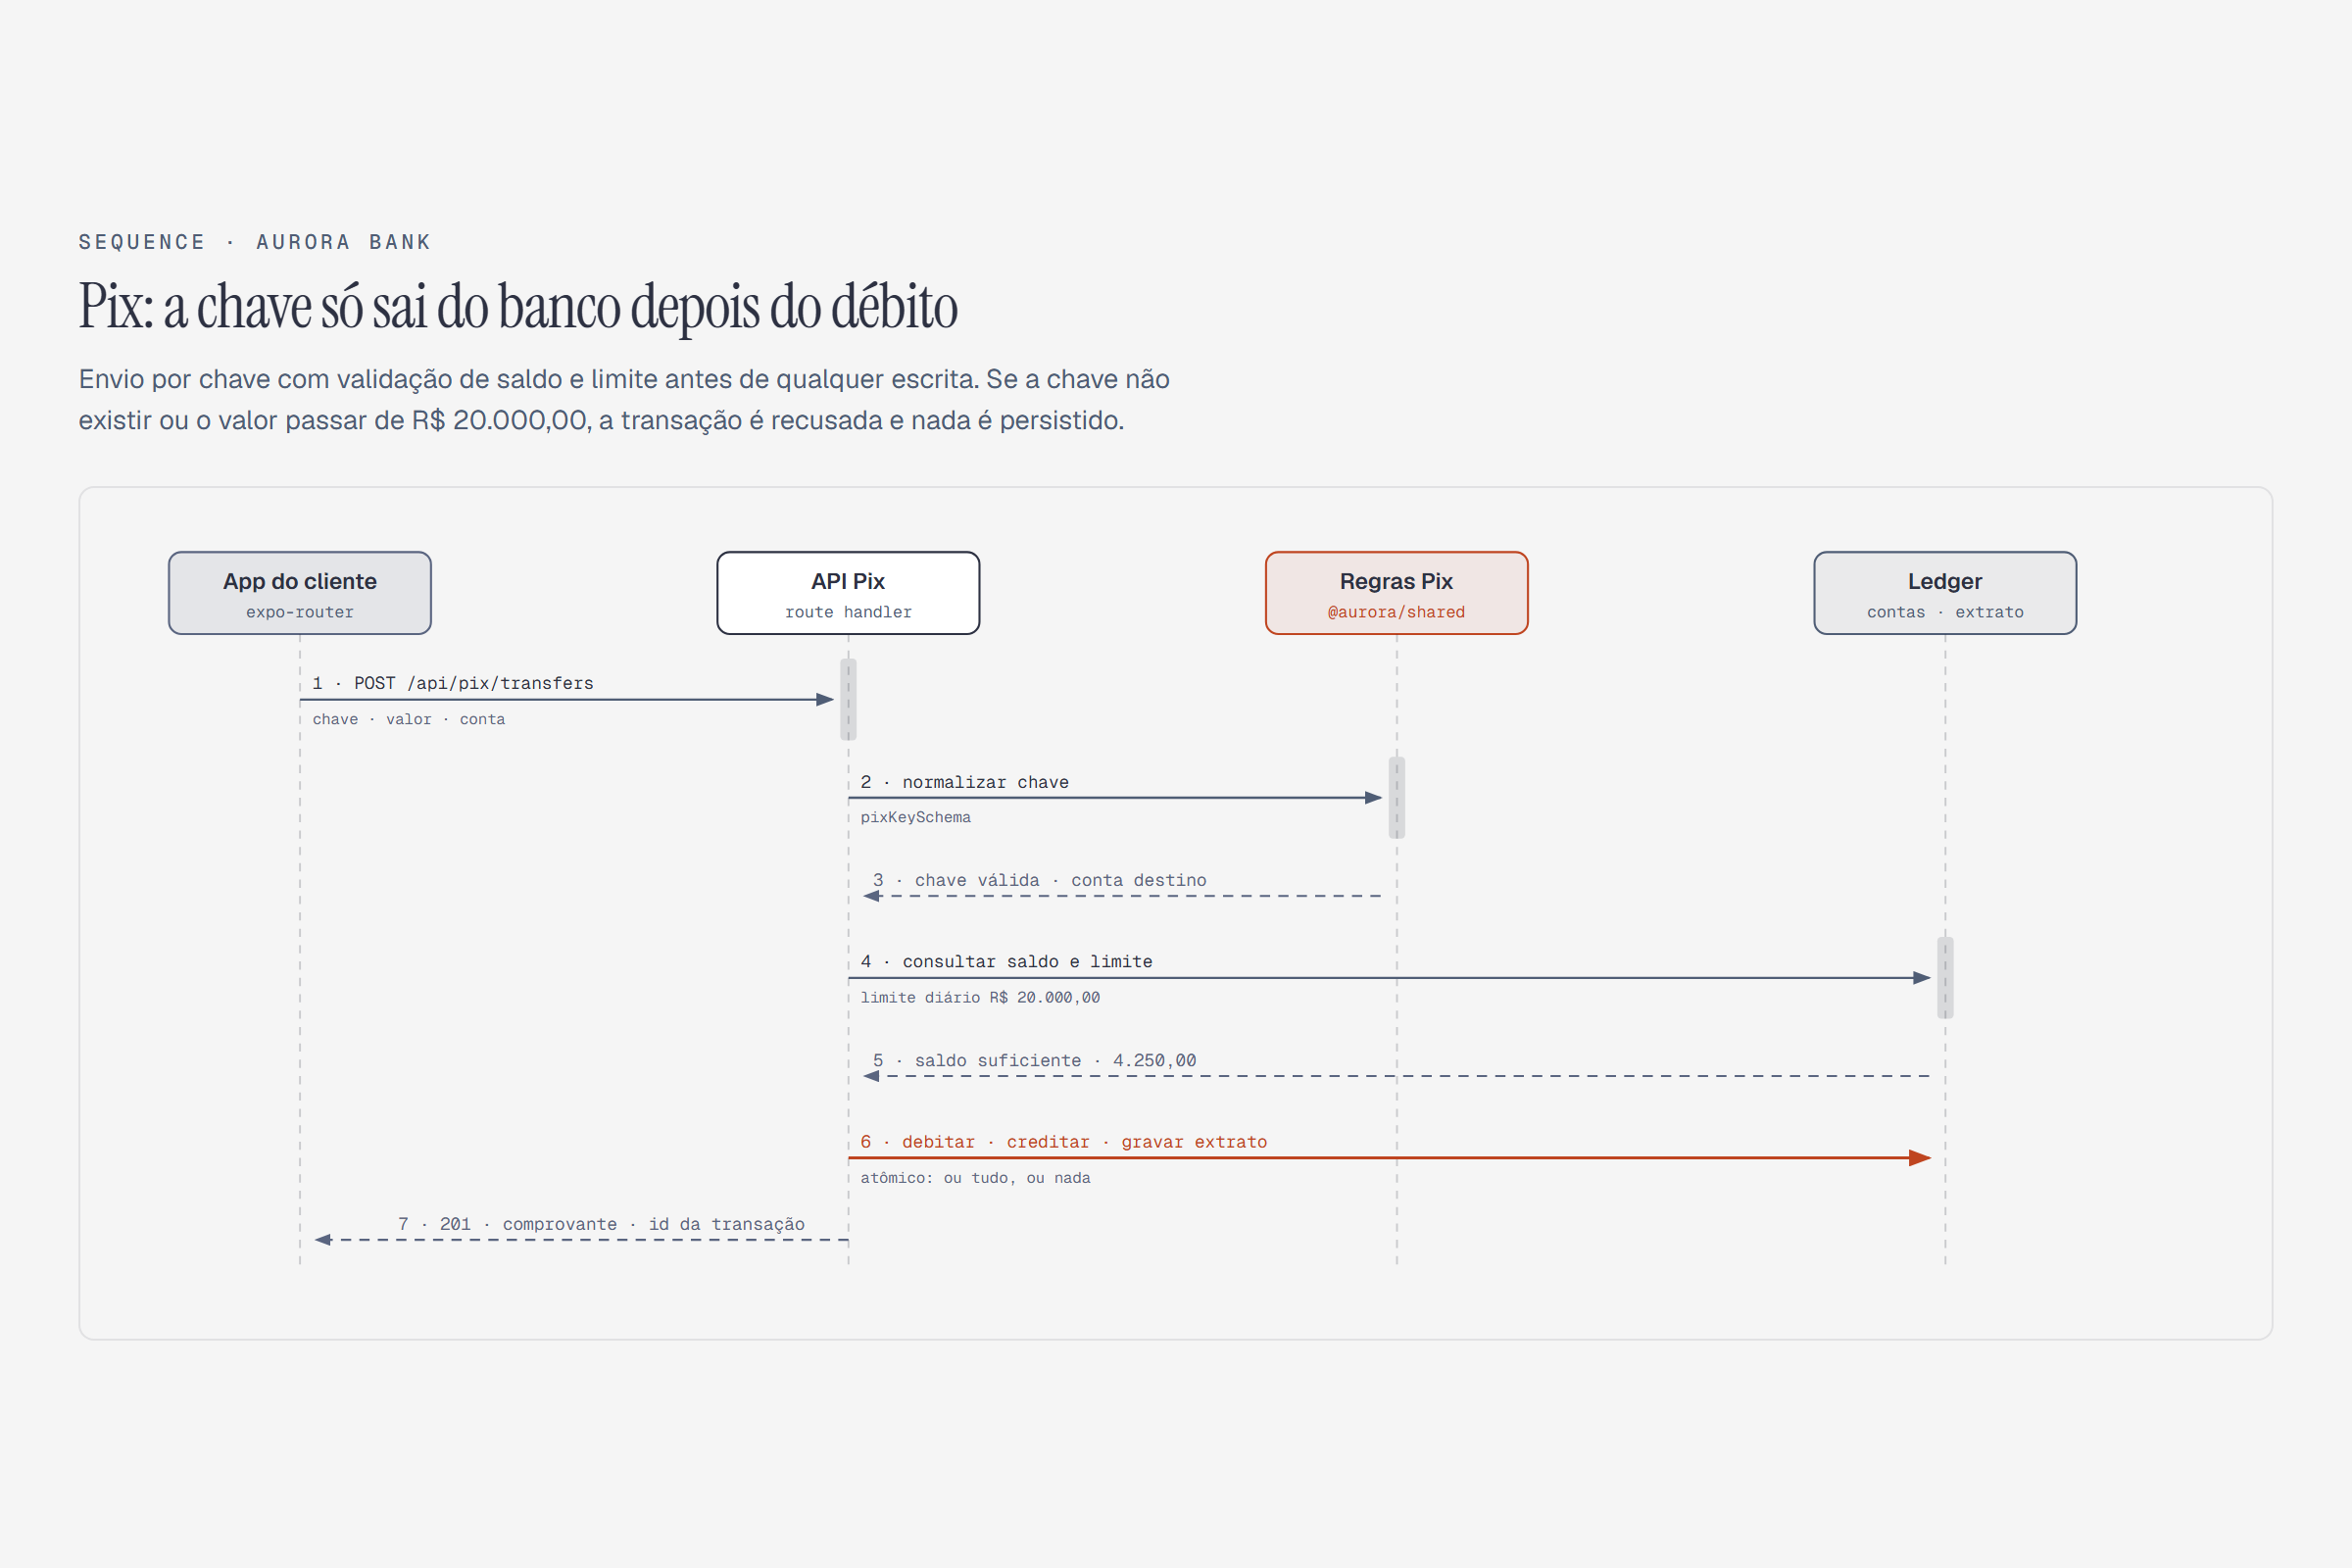 SEQUENCE · AURORA BANK
Pix: a chave só sai do banco depois do débito
Envio por chave com validação de saldo e limite antes de qualquer escrita. Se a chave não
existir ou o valor passar de R$ 20.000,00, a transação é recusada e nada é persistido.
App do cliente
expo-router
API Pix
route handler
Regras Pix
@aurora/shared
Ledger
contas · extrato
1 · POST /api/pix/transfers
chave · valor · conta
2 · normalizar chave
pixKeySchema
3 · chave válida · conta destino
4 · consultar saldo e limite
limite diário R$ 20.000,00
5 · saldo suficiente · 4.250,00
6 · debitar · creditar · gravar extrato
atômico: ou tudo, ou nada
7 · 201 · comprovante · id da transação